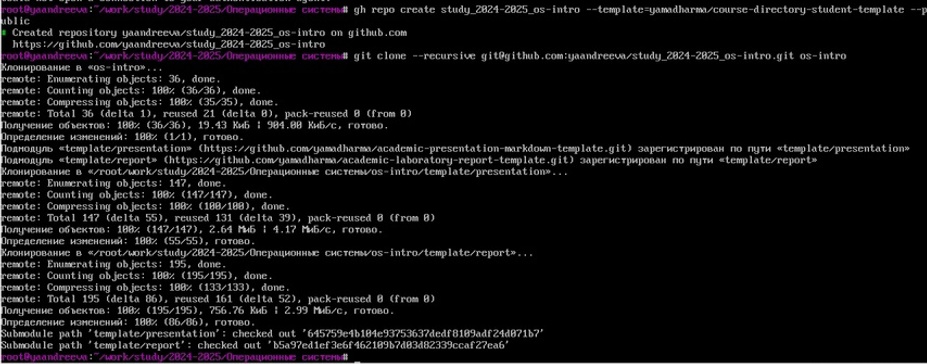 root@yaandreeva:~/work/study/2024-2025/Операционные системы# gh repo create study_2024-2025_os-intro --template=yamadharma/course-directory-student-template --p
ublic
Created repository yaandreeva/study_2024-2025_os-intro on github.com
https://github.com/yaandreeva/study_2024-2025_os-intro
root@yaandreeva:~/work/study/2024-2025/Операционные системы# git clone --recursive git@github.com:yaandreeva/study_2024-2025_os-intro.git os-intro
Клонирование в «os-intro»...
remote: Enumerating objects: 36, done.
remote: Counting objects: 100% (36/36), done.
remote: Compressing objects: 100% (35/35), done.
remote: Total 36 (delta 1), reused 21 (delta 0), pack-reused 0 (from 0)
Получение объектов: 100% (36/36), 19.43 КиБ | 904.00 КиБ/с, готово.
Определение изменений: 100% (1/1), готово.
Подмодуль «template/presentation» (https://github.com/yamadharma/academic-presentation-markdown-template.git) зарегистрирован по пути «template/presentation»
Подмодуль «template/report» (https://github.com/yamadharma/academic-laboratory-report-template.git) зарегистрирован по пути «template/report»
Клонирование в «/root/work/study/2024-2025/Операционные системы/os-intro/template/presentation»...
remote: Enumerating objects: 147, done.
remote: Counting objects: 100% (147/147), done.
remote: Compressing objects: 100% (100/100), done.
remote: Total 147 (delta 55), reused 131 (delta 39), pack-reused 0 (from 0)
Получение объектов: 100% (147/147), 2.64 МиБ | 4.17 МиБ/с, готово.
Определение изменений: 100% (55/55), готово.
Клонирование в «/root/work/study/2024-2025/Операционные системы/os-intro/template/report»...
remote: Enumerating objects: 195, done.
remote: Counting objects: 100% (195/195), done.
remote: Compressing objects: 100% (133/133), done.
remote: Total 195 (delta 86), reused 161 (delta 52), pack-reused 0 (from 0)
Получение объектов: 100% (195/195), 756.76 КиБ | 2.99 МиБ/с, готово.
Определение изменений: 100% (86/86), готово.
Submodule path 'template/presentation': checked out '645759e4b104e93753637dedf8109adf24d071b7'
Submodule path 'template/report': checked out 'b5a97ed1ef3e6f462109b7d03d82339ccaf27ea6'
root@yaandreeva:~/work/study/2024-2025/Операционные системы#